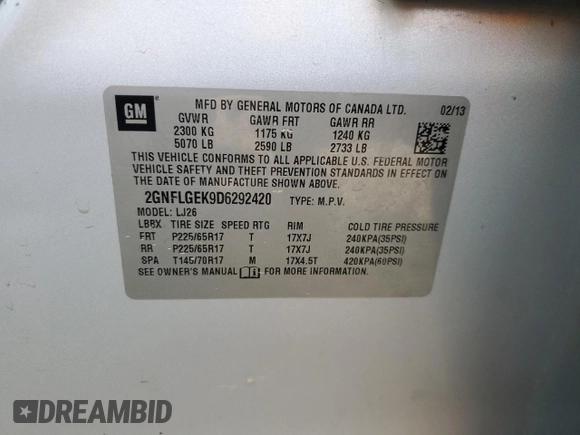 GM
MFD BY GENERAL MOTORS OF CANADA LTD. 02/13
GVWR GAWR FRT GAWR RR
2300 KG 1175 KG 1240 KG
5070 LB 2590 LB 2733 LB
THIS VEHICLE CONFORMS TO ALL APPLICABLE U.S. FEDERAL MOTOR
VEHICLE SAFETY AND THEFT PREVENTION STANDARDS IN EFFECT ON
THE DATE OF MANUFACTURE SHOWN ABOVE.
2GNFLGEK9D6292420 TYPE: M.P.V.
MODEL: LJ26
LBBX TIRE SIZE SPEED RTG RIM COLD TIRE PRESSURE
FRT P225/65R17 T 17X7J 240KPA(35PSI)
RR P225/65R17 T 17X7J 240KPA(35PSI)
SPA T145/70R17 M 17X4.5T 420KPA(60PSI)
SEE OWNER'S MANUAL FOR MORE INFORMATION.
DREAMBID